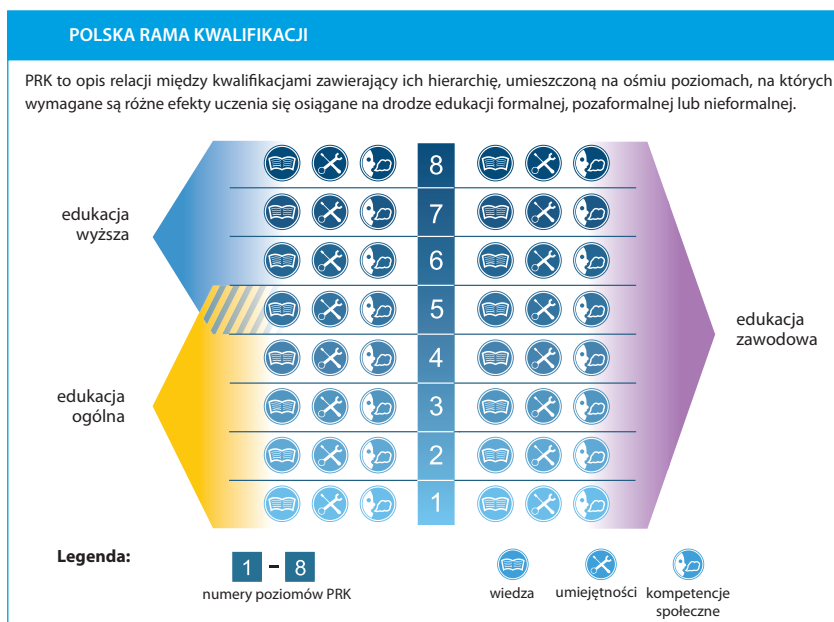 POLSKA RAMA KWALIFIKACJI
PRK to opis relacji między kwalifikacjami zawierający ich hierarchię, umieszczoną na ośmiu poziomach, na których
wymagane są różne efekty uczenia się osiągane na drodze edukacji formalnej, pozaformalnej lub nieformalnej.
8
7
edukacja
wyższa
6
5
edukacja
zawodowa
4
edukacja
ogólna
3
2
1
Legenda:
1 – 8
numery poziomów PRK
wiedza
umiejętności
kompetencje
społeczne